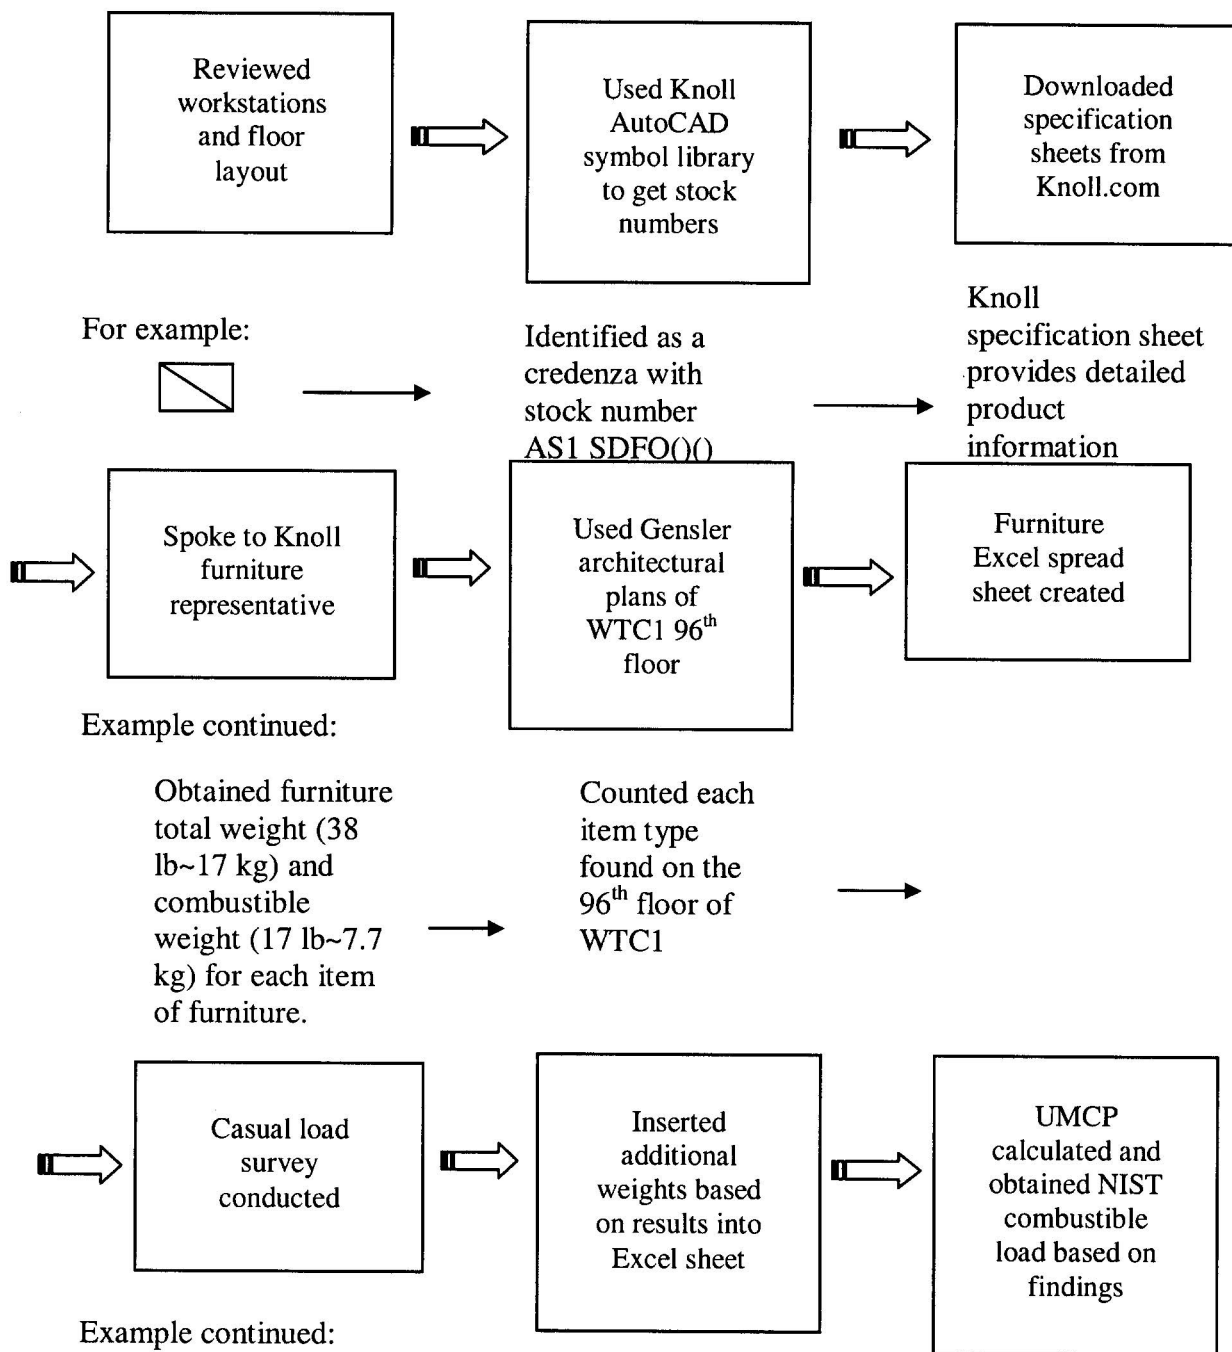 Reviewed
workstations
and floor
layout
Used Knoll
AutoCAD
symbol library
to get stock
numbers
Downloaded
specification
sheets from
Knoll.com
For example:
Identified as a
credenza with
stock number
AS1 SDFO()()
Knoll
specification sheet
provides detailed
product
information
Spoke to Knoll
furniture
representative
Used Gensler
architectural
plans of
WTC1 96th
floor
Furniture
Excel spread
sheet created
Example continued:
Obtained furniture
total weight (38
lb~17 kg) and
combustible
weight (17 lb~7.7
kg) for each item
of furniture.
Counted each
item type
found on the
96th floor of
WTC1
Casual load
survey
conducted
Inserted
additional
weights based
on results into
Excel sheet
UMCP
calculated and
obtained NIST
combustible
load based on
findings
Example continued: